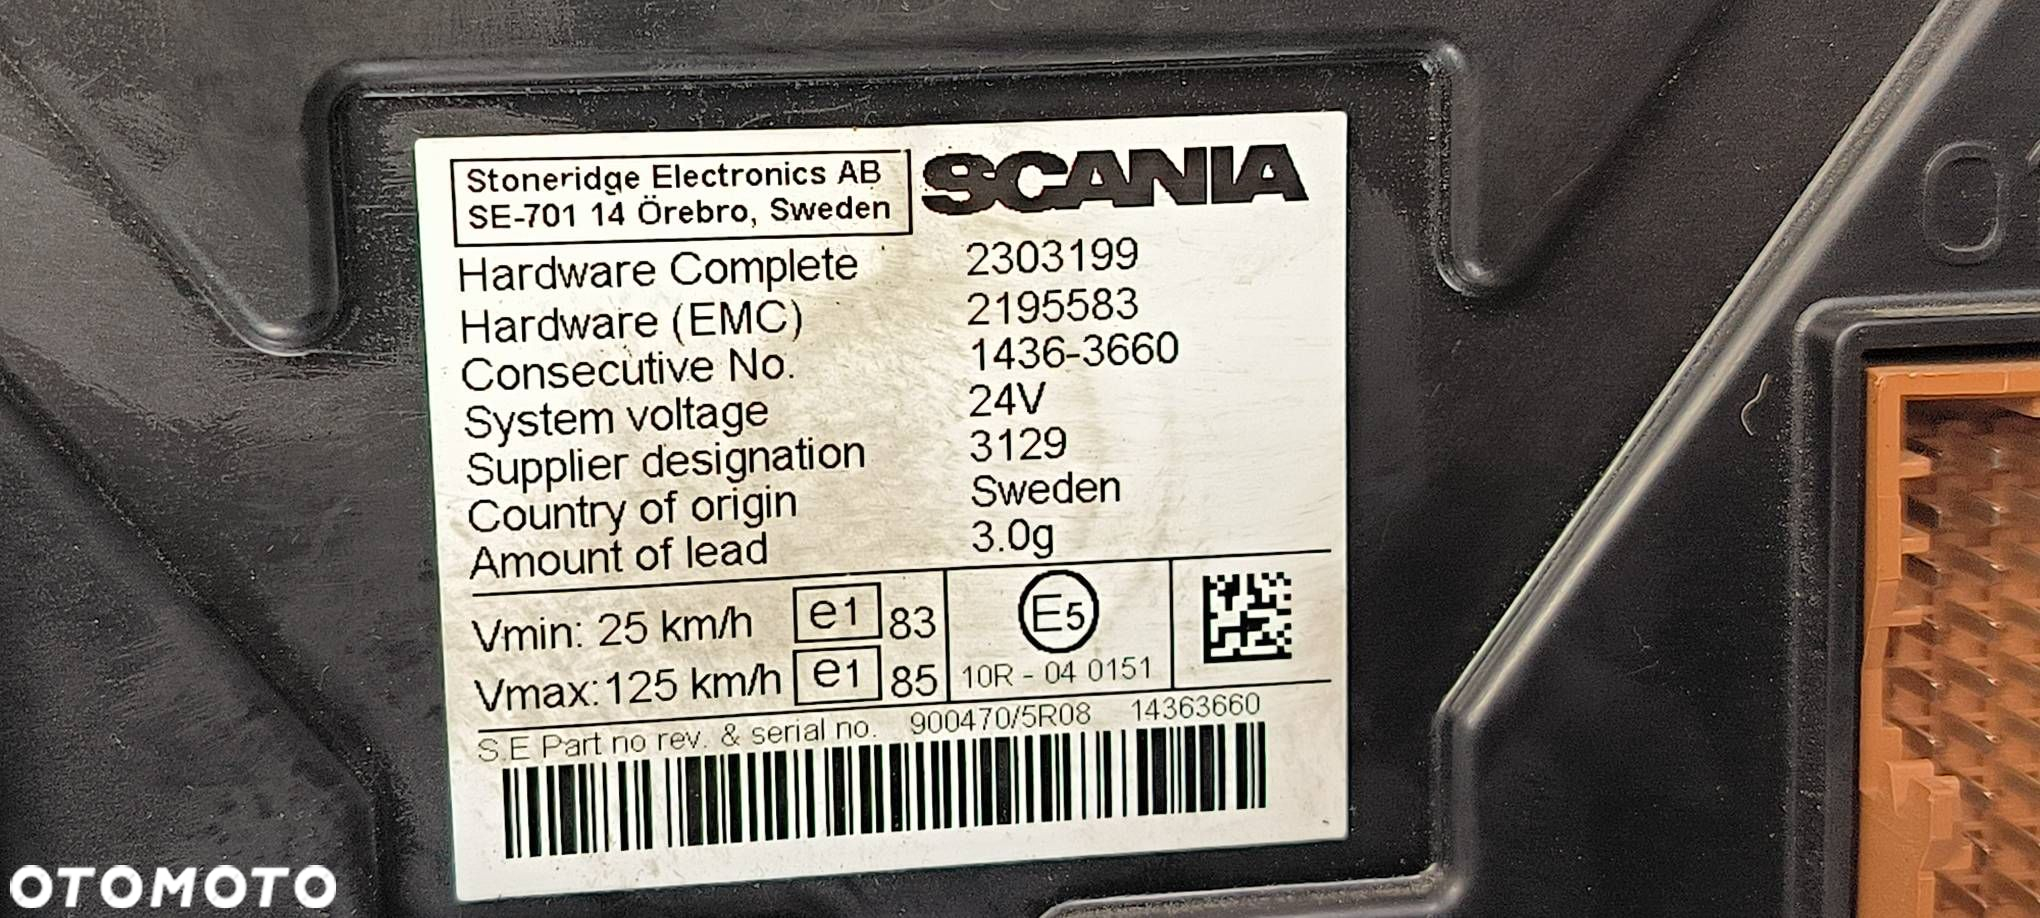 Stoneridge Electronics AB
SE-701 14 Örebro, Sweden
SCANIA
Hardware Complete 2303199
Hardware (EMC) 2195583
Consecutive No. 1436-3660
System voltage 24V
Supplier designation 3129
Country of origin Sweden
Amount of lead 3.0g
Vmin: 25 km/h e1 83
Vmax: 125 km/h e1 85
E5
10R - 04 0151
S.E Part no rev. & serial no. 900470/5R08 14363660
OTOMOTO